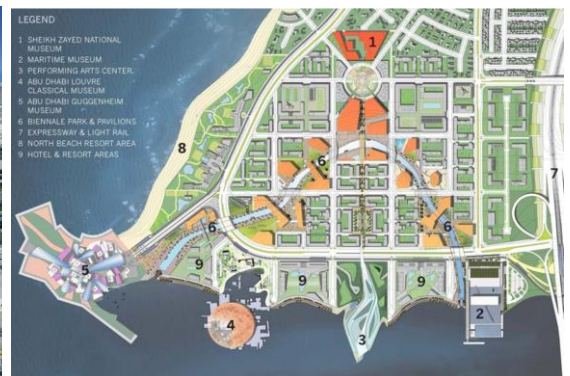 LEGEND
1 SHEIKH ZAYED NATIONAL
MUSEUM
2 MARITIME MUSEUM
3 PERFORMING ARTS CENTER
4 ABU DHABI LOUVRE
CLASSICAL MUSEUM
5 ABU DHABI GUGGENHEIM
MUSEUM
6 BIENNALE PARK & PAVILIONS
7 EXPRESSWAY & LIGHT RAIL
8 NORTH BEACH RESORT AREA
9 HOTEL & RESORT AREAS
1
8
6
7
6
6
5
9
9
9
4
2
3